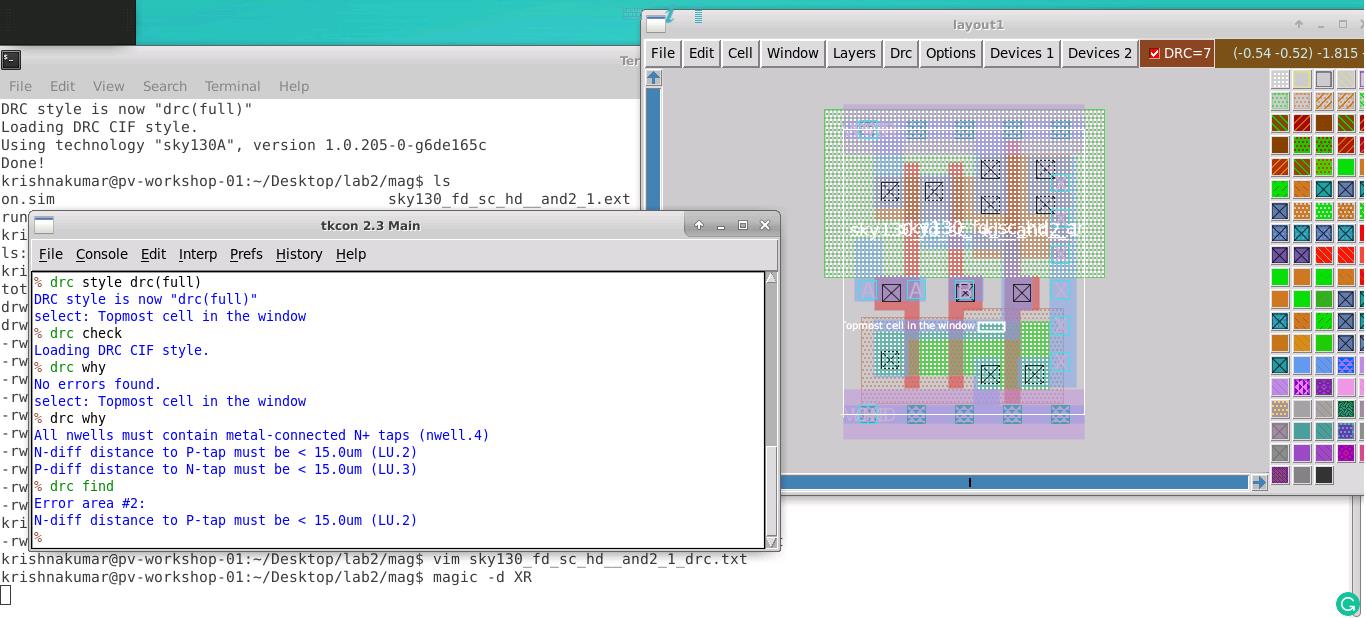 layout1
File Edit Cell Window Layers Drc Options Devices 1 Devices 2 DRC=7 (-0.54 -0.52) -1.815
File Edit View Search Terminal Help
DRC style is now "drc(full)"
Loading DRC CIF style.
Using technology "sky130A", version 1.0.205-0-g6de165c
Done!
krishnakumar@pv-workshop-01:~/Desktop/lab2/mag$ ls
on.sim sky130_fd_sc_hd__and2_1.ext
run
kri
ls:
kri
tot
drw
drw
-rw
-rw
-rw
-rw
-rw
-rw
-rw
-rw
-rw
-rw
kri
-rw
tkcon 2.3 Main
File Console Edit Interp Prefs History Help
% drc style drc(full)
DRC style is now "drc(full)"
select: Topmost cell in the window
% drc check
Loading DRC CIF style.
% drc why
No errors found.
select: Topmost cell in the window
% drc why
All nwells must contain metal-connected N+ taps (nwell.4)
N-diff distance to P-tap must be < 15.0um (LU.2)
P-diff distance to N-tap must be < 15.0um (LU.3)
% drc find
Error area #2:
N-diff distance to P-tap must be < 15.0um (LU.2)
%
A A B X X
Topmost cell in the window
X
X
krishnakumar@pv-workshop-01:~/Desktop/lab2/mag$ vim sky130_fd_sc_hd__and2_1_drc.txt
krishnakumar@pv-workshop-01:~/Desktop/lab2/mag$ magic -d XR